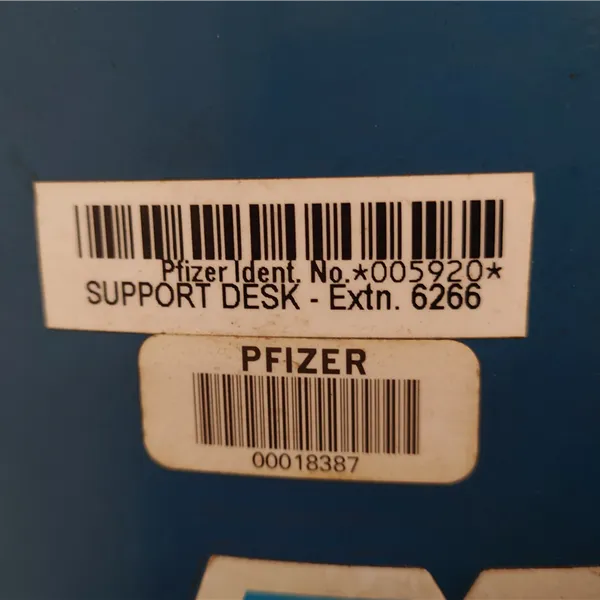 Pfizer Ident. No.*005920*
SUPPORT DESK - Extn. 6266
PFIZER
00018387